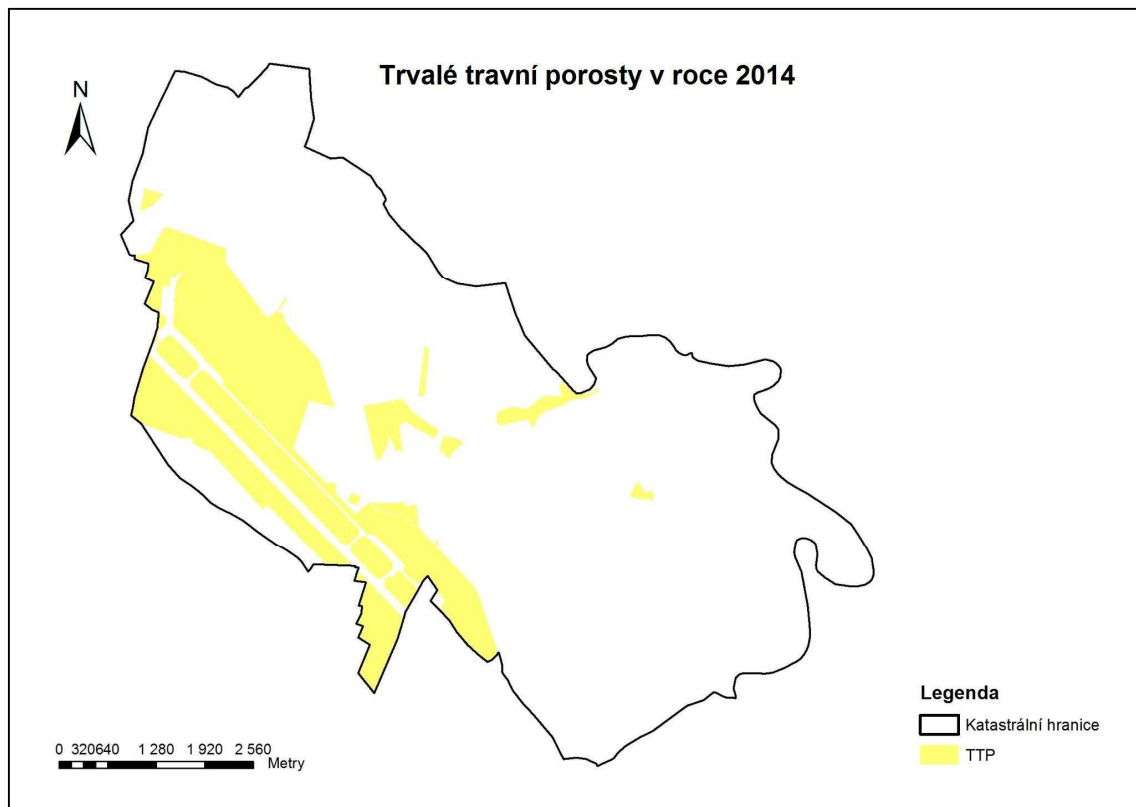 Trvalé travní porosty v roce 2014
N
Legenda
Katastrální hranice
TTP
0 320640 1 280 1 920 2 560
Metry